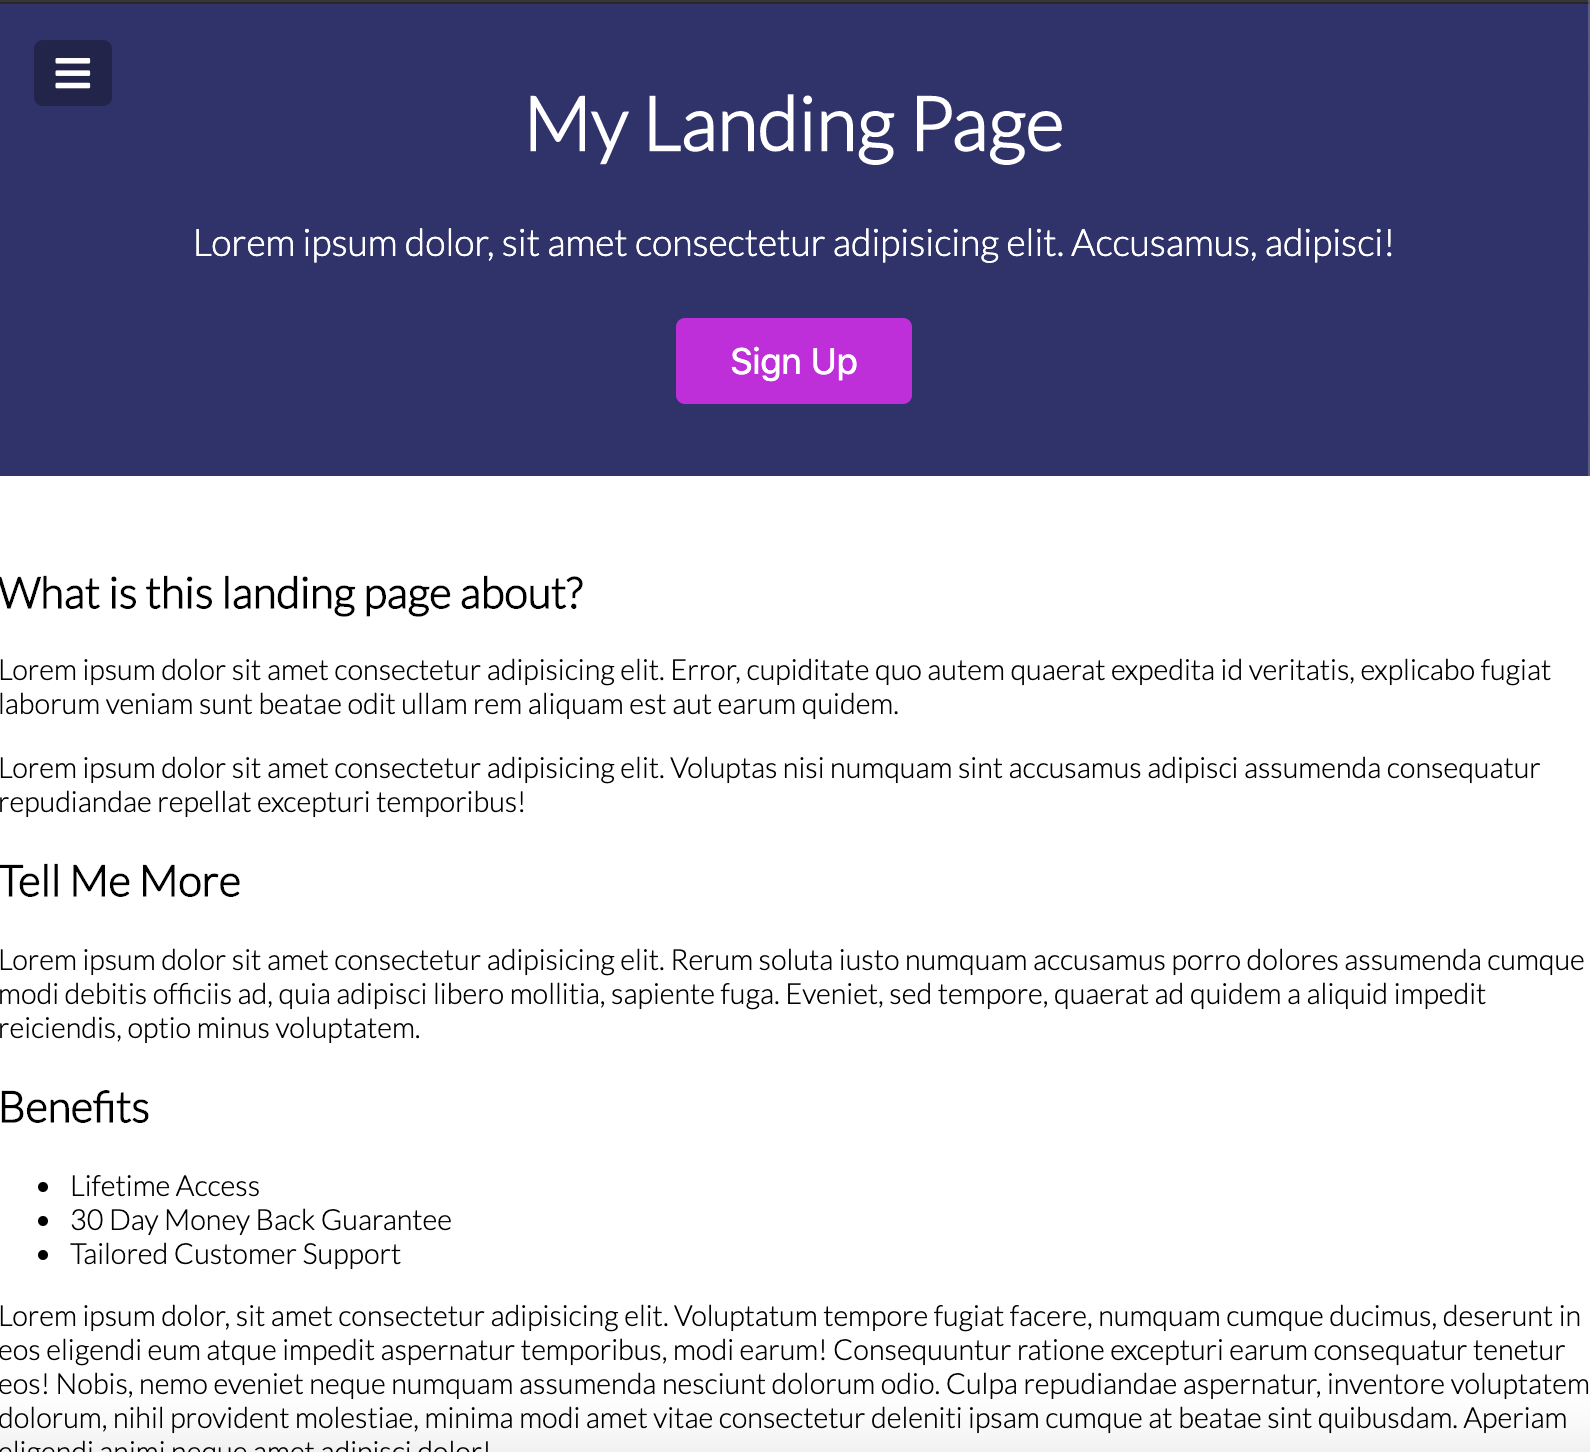 My Landing Page
Lorem ipsum dolor, sit amet consectetur adipisicing elit. Accusamus, adipisci!
Sign Up
What is this landing page about?
Lorem ipsum dolor sit amet consectetur adipisicing elit. Error, cupiditate quo autem quaerat expedita id veritatis, explicabo fugiat
laborum veniam sunt beatae odit ullam rem aliquam est aut earum quidem.
Lorem ipsum dolor sit amet consectetur adipisicing elit. Voluptas nisi numquam sint accusamus adipisci assumenda consequatur
repudiandae repellat excepturi temporibus!
Tell Me More
Lorem ipsum dolor sit amet consectetur adipisicing elit. Rerum soluta iusto numquam accusamus porro dolores assumenda cumque
modi debitis officiis ad, quia adipisci libero mollitia, sapiente fuga. Eveniet, sed tempore, quaerat ad quidem a aliquid impedit
reiciendis, optio minus voluptatem.
Benefits
• Lifetime Access
• 30 Day Money Back Guarantee
• Tailored Customer Support
Lorem ipsum dolor, sit amet consectetur adipisicing elit. Voluptatum tempore fugiat facere, numquam cumque ducimus, deserunt in
eos eligendi eum atque impedit aspernatur temporibus, modi earum! Consequuntur ratione excepturi earum consequatur tenetur
eos! Nobis, nemo eveniet neque numquam assumenda nesciunt dolorum odio. Culpa repudiandae aspernatur, inventore voluptatem
dolorum, nihil provident molestiae, minima modi amet vitae consectetur deleniti ipsam cumque at beatae sint quibusdam. Aperiam
eligendi animi neque amet adipisci dolor!